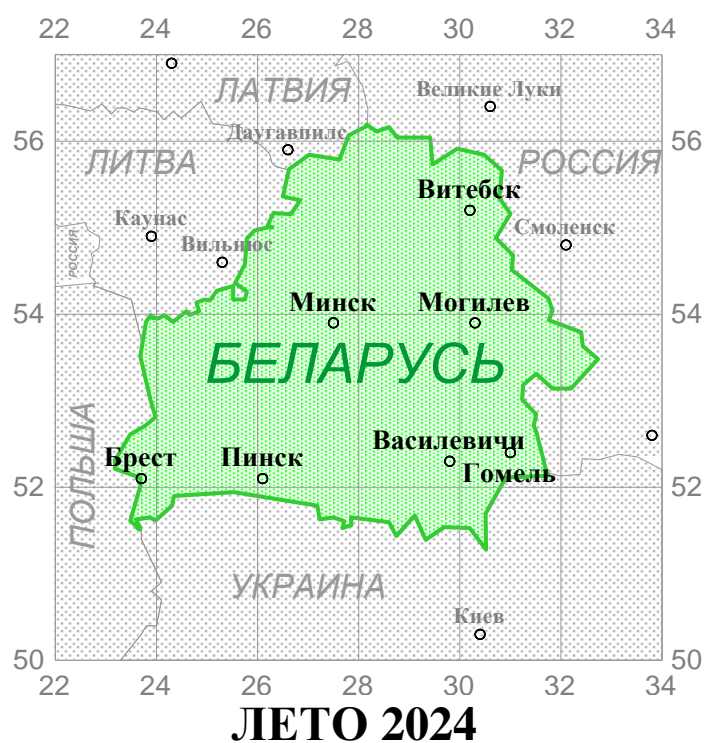 22 24 26 28 30 32 34
ЛАТВИЯ
Великие Луки
56 Даугавпилс 56
ЛИТВА РОССИЯ
Витебск
Каунас Смоленск
РОССИЯ Вильнюс
54 Минск Могилев 54
БЕЛАРУСЬ
ПОЛЬША
Василевичи
Брест Пинск Гомель
52 52
УКРАИНА
Киев
50 50
22 24 26 28 30 32 34
ЛЕТО 2024